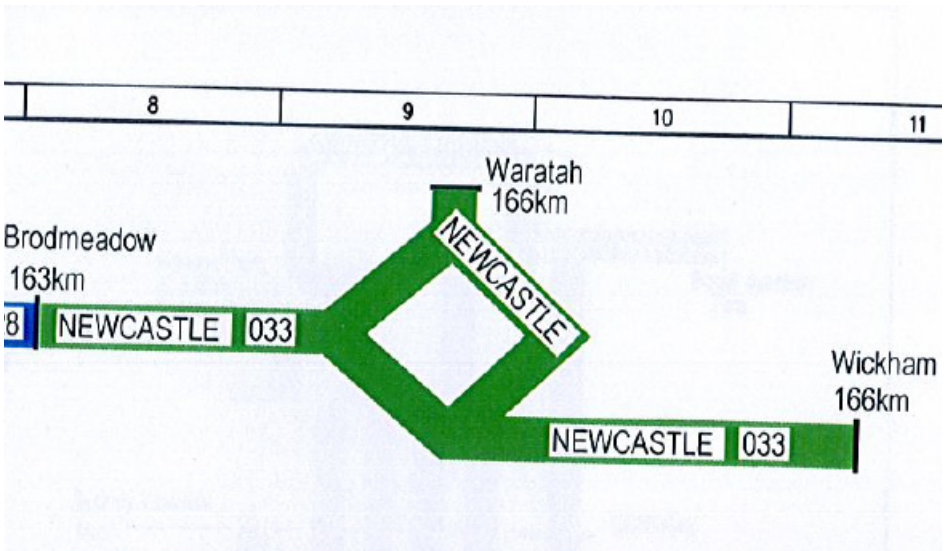 8
9
10
11
Waratah
166km
Brodmeadow
163km
NEWCASTLE
8
NEWCASTLE
033
Wickham
166km
NEWCASTLE
033